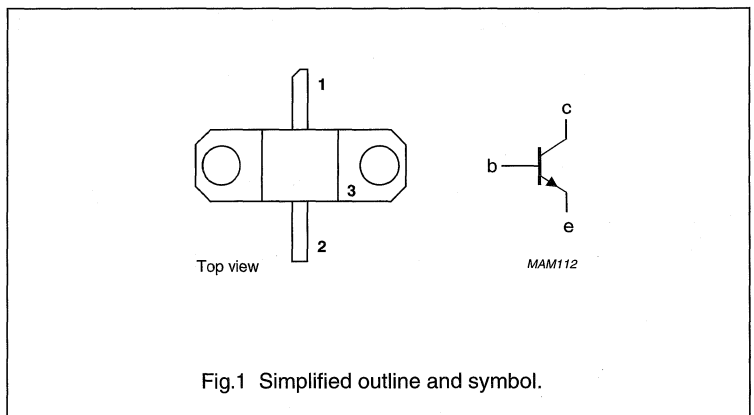 1
c
b
3
e
2
Top view
MAM112
Fig.1 Simplified outline and symbol.